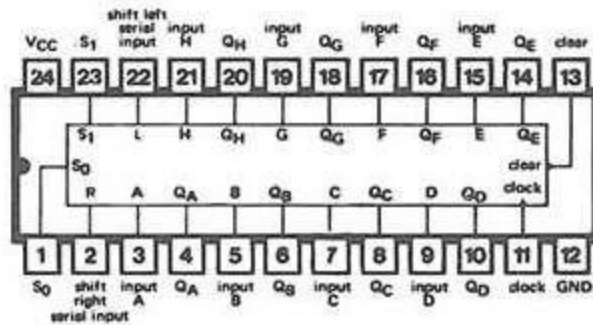 shift left
serial
input
input
H
input
G
input
F
input
E
VCC S1 QH QG QF QE clear
24 23 22 21 20 19 18 17 16 15 14 13
S1 L H QH G QG F QF E QE
S0 clear
clock
R A QA B QB C QC D QD
1 2 3 4 5 6 7 8 9 10 11 12
S0
shift
right
serial input
input
A
QA
input
B
QB
input
C
QC
input
D
QD
clock
GND